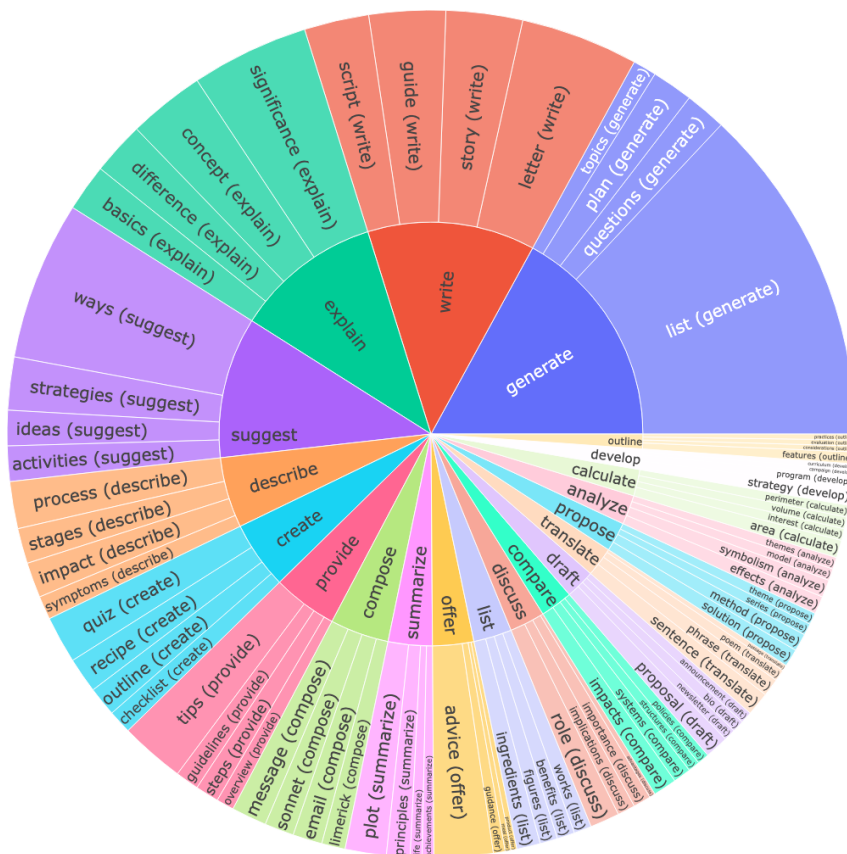 script (write)
guide (write)
story (write)
letter (write)
topics (generate)
plan (generate)
questions (generate)
list (generate)
significance (explain)
concept (explain)
difference (explain)
basics (explain)
write
explain
generate
ways (suggest)
strategies (suggest)
ideas (suggest)
activities (suggest)
suggest
describe
process (describe)
stages (describe)
impact (describe)
symptoms (describe)
create
quiz (create)
recipe (create)
outline (create)
checklist (create)
provide
tips (provide)
guidelines (provide)
steps (provide)
overview (provide)
compose
message (compose)
sonnet (compose)
email (compose)
limerick (compose)
summarize
plot (summarize)
principles (summarize)
achievements (summarize)
offer
advice (offer)
guidance (offer)
list
ingredients (list)
figures (list)
benefits (list)
works (list)
discuss
role (discuss)
implications (discuss)
importance (discuss)
compare
impacts (compare)
systems (compare)
structures (compare)
policies (compare)
draft
proposal (draft)
newsletter (draft)
bio (draft)
announcement (draft)
translate
sentence (translate)
phrase (translate)
poem (translate)
propose
solution (propose)
method (propose)
series (propose)
theme (propose)
analyze
effects (analyze)
symbolism (analyze)
model (analyze)
themes (analyze)
calculate
area (calculate)
interest (calculate)
volume (calculate)
perimeter (calculate)
develop
strategy (develop)
program (develop)
outline
features (outline)